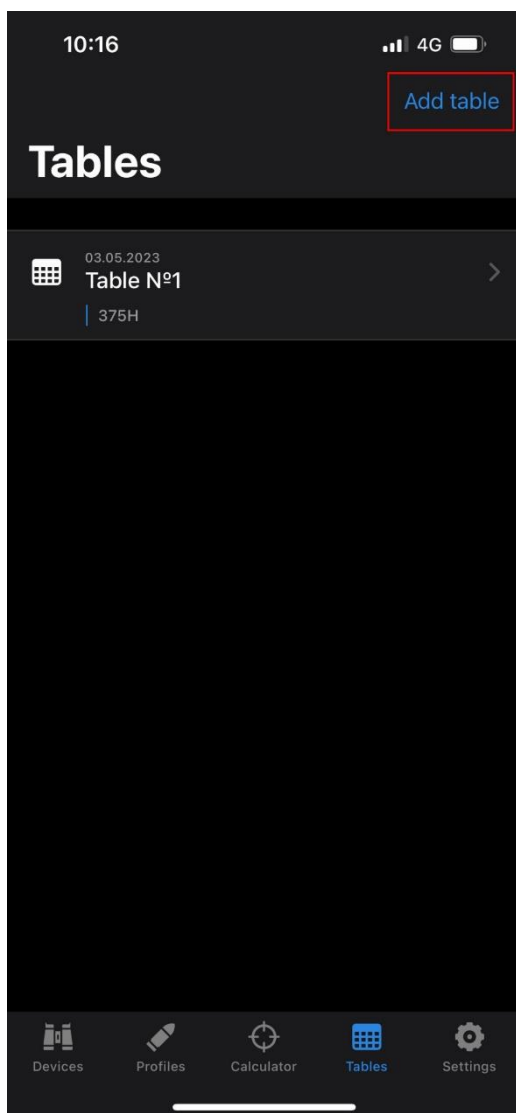 10:16 4G
Add table
Tables
03.05.2023
Table Nº1
375H
Devices Profiles Calculator Tables Settings